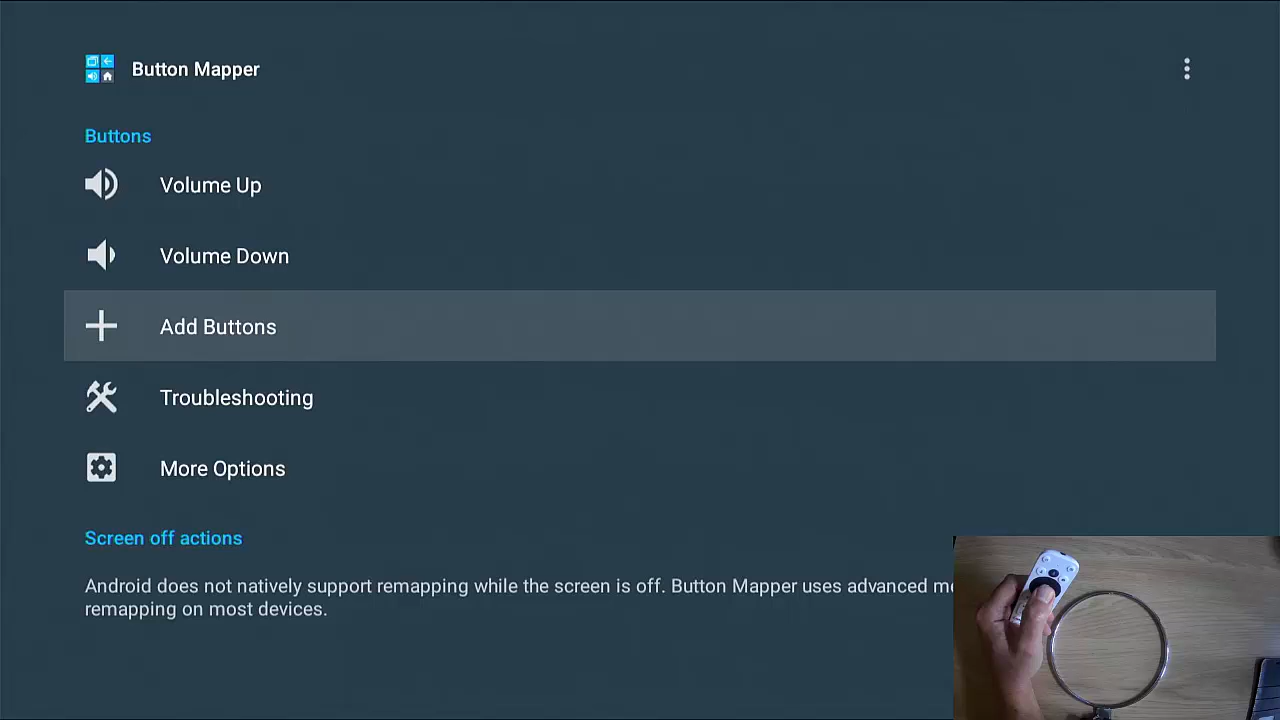 Button Mapper
Buttons
Volume Up
Volume Down
Add Buttons
Troubleshooting
More Options
Screen off actions
Android does not natively support remapping while the screen is off. Button Mapper uses advanced
remapping on most devices.